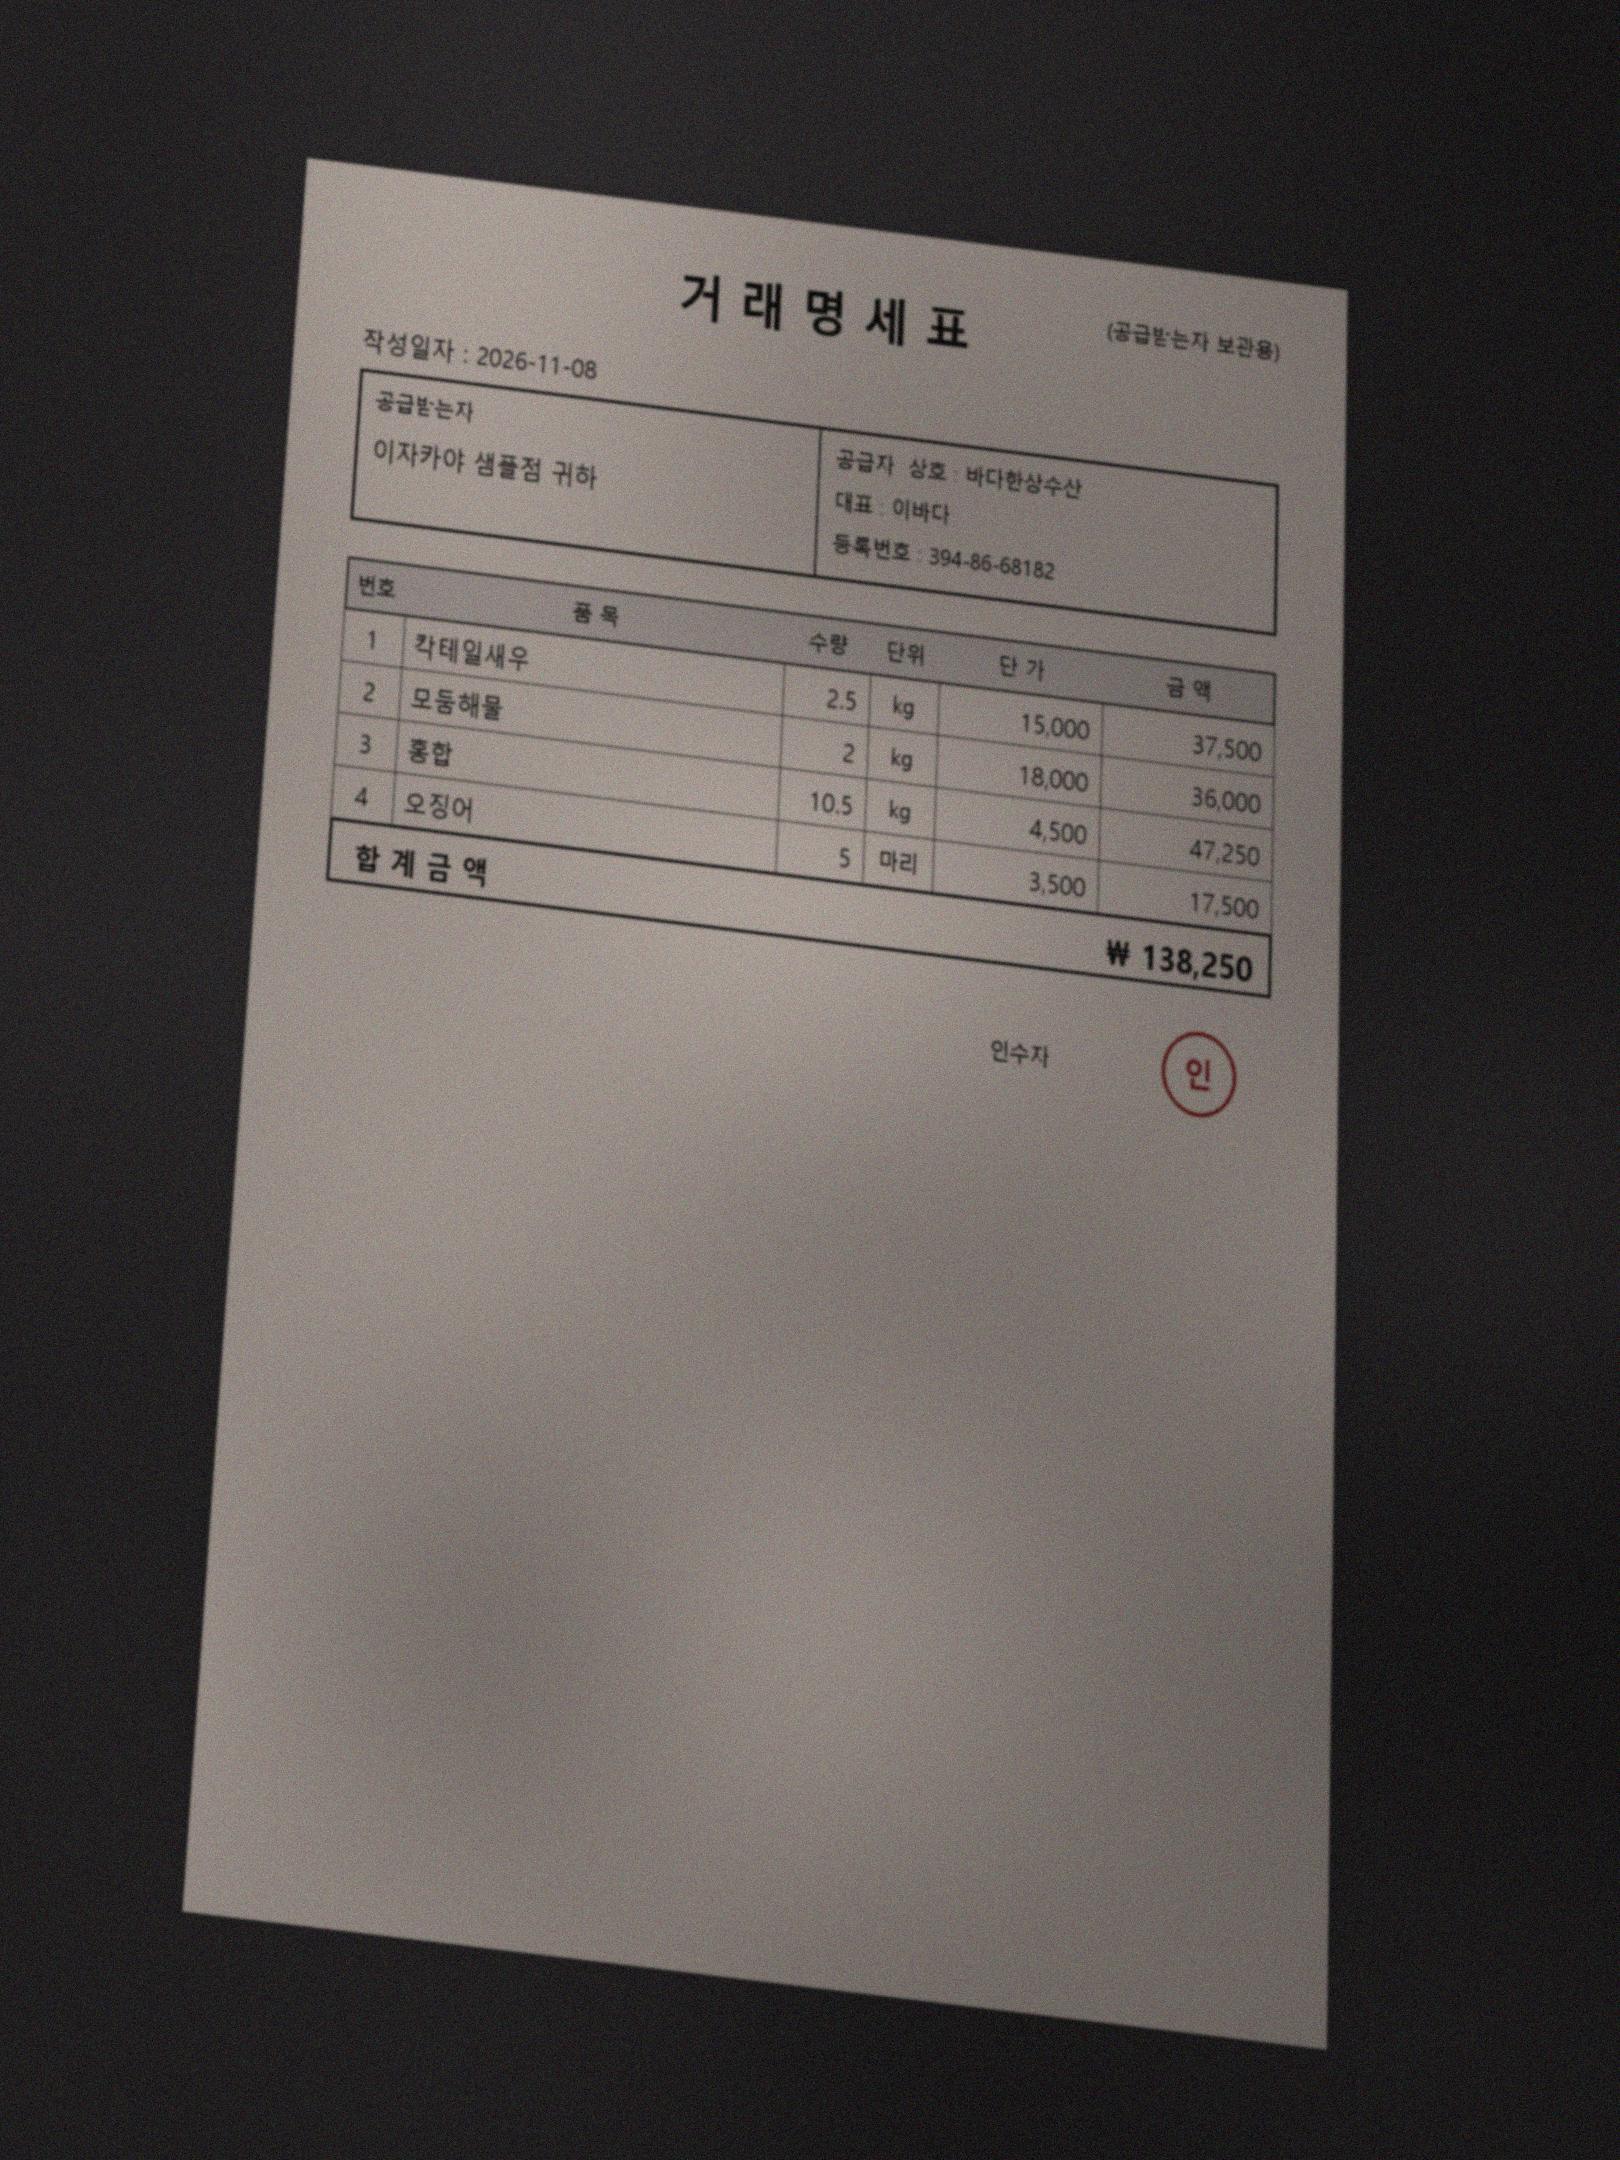 거래명세표
(공급받는자 보관용)
작성일자 : 2026-11-08
공급받는자
이자카야 샘플점 귀하
공급자 상호 : 바다한상수산
대표 : 이바다
등록번호 : 394-86-68182
번호 품목 수량 단위 단가 금액
1 칵테일새우 2.5 kg 15,000 37,500
2 모둠해물 2 kg 18,000 36,000
3 홍합 10.5 kg 4,500 47,250
4 오징어 5 마리 3,500 17,500
합계금액 ₩ 138,250
인수자 인